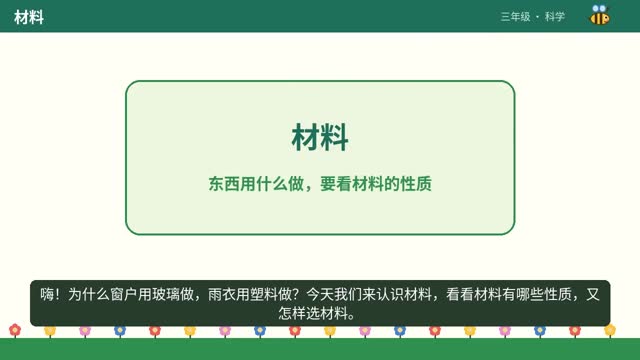 材料
三年级 · 科学
材料
东西用什么做，要看材料的性质
嗨！为什么窗户用玻璃做，雨衣用塑料做？今天我们来认识材料，看看材料有哪些性质，又
怎样选材料。